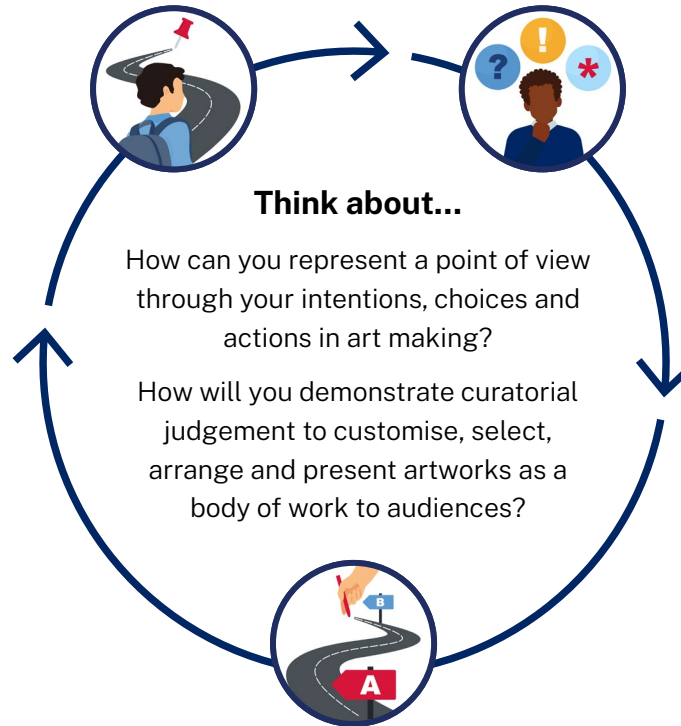 ? ! *
Think about...
How can you represent a point of view
through your intentions, choices and
actions in art making?
How will you demonstrate curatorial
judgement to customise, select,
arrange and present artworks as a
body of work to audiences?
B
A